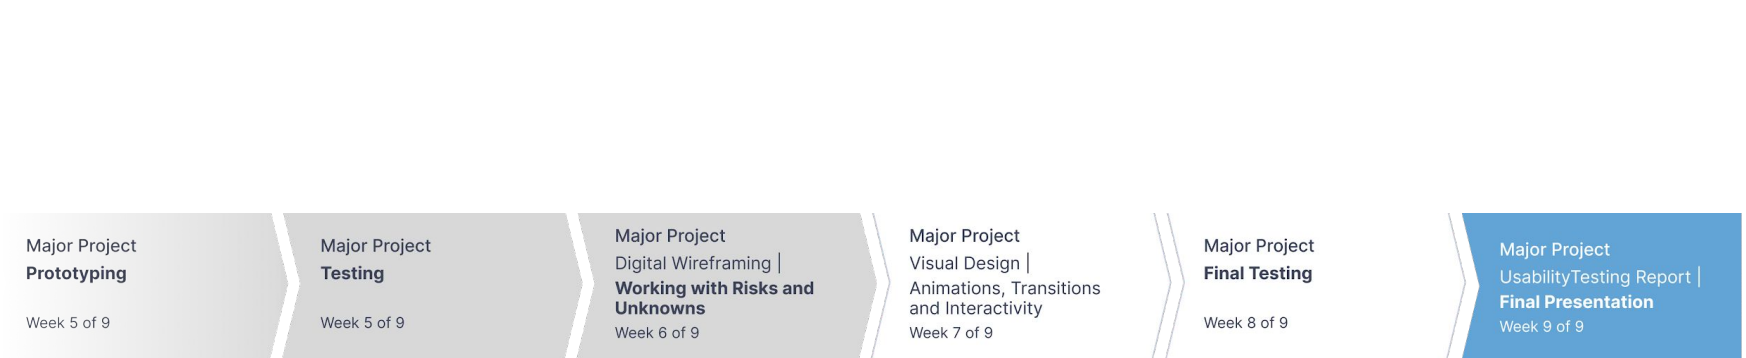 Major Project
Prototyping
Week 5 of 9
Major Project
Testing
Week 5 of 9
Major Project
Digital Wireframing |
Working with Risks and
Unknowns
Week 6 of 9
Major Project
Visual Design |
Animations, Transitions
and Interactivity
Week 7 of 9
Major Project
Final Testing
Week 8 of 9
Major Project
UsabilityTesting Report |
Final Presentation
Week 9 of 9